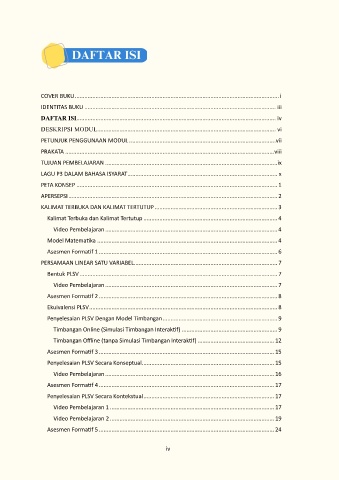 DAFTAR ISI
COVER BUKU i
IDENTITAS BUKU iii
DAFTAR ISI iv
DESKRIPSI MODUL vi
PETUNJUK PENGGUNAAN MODUL vii
PRAKATA viii
TUJUAN PEMBELAJARAN ix
LAGU P3 DALAM BAHASA ISYARAT x
PETA KONSEP 1
APERSEPSI 2
KALIMAT TERBUKA DAN KALIMAT TERTUTUP 3
Kalimat Terbuka dan Kalimat Tertutup 4
Video Pembelajaran 4
Model Matematika 4
Asesmen Formatif 1 6
PERSAMAAN LINEAR SATU VARIABEL 7
Bentuk PLSV 7
Video Pembelajaran 7
Asesmen Formatif 2 8
Ekuivalensi PLSV 8
Penyelesaian PLSV Dengan Model Timbangan 9
Timbangan Online (Simulasi Timbangan Interaktif) 9
Timbangan Offline (tanpa Simulasi Timbangan Interaktif) 12
Asesmen Formatif 3 15
Penyelesaian PLSV Secara Konseptual 15
Video Pembelajaran 16
Asesmen Formatif 4 17
Penyelesaian PLSV Secara Kontekstual 17
Video Pembelajaran 1 17
Video Pembelajaran 2 19
Asesmen Formatif 5 24
iv